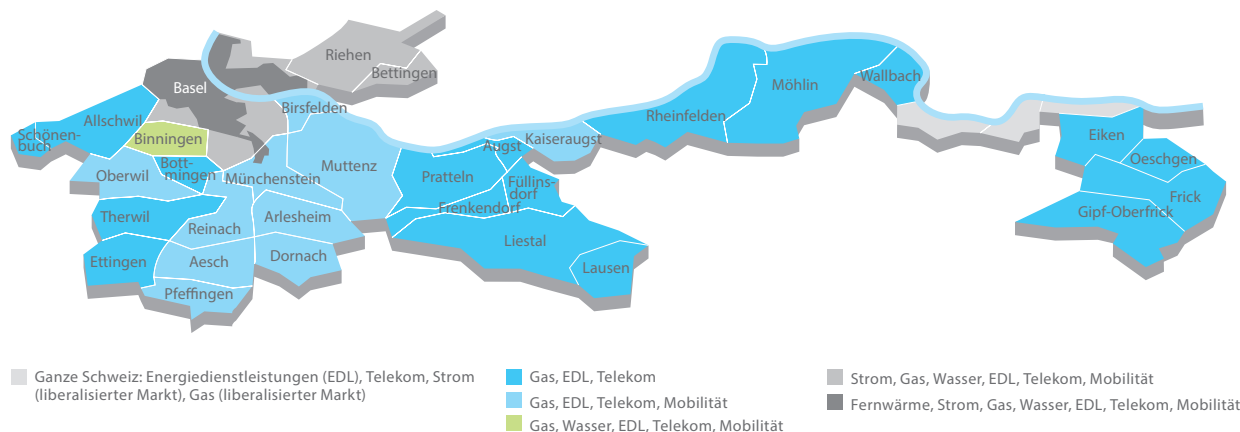 Riehen
Bettingen
Basel
Birsfelden
Allschwil
Schönen-
buch
Binningen
Bott-
mingen
Oberwil
Münchenstein
Muttenz
Therwil
Reinach
Arlesheim
Ettingen
Aesch
Dornach
Pfeffingen
Pratteln
Augst
Kaiseraugst
Füllins-
dorf
Frenkendorf
Liestal
Lausen
Rheinfelden
Möhlin
Wallbach
Eiken
Oeschgen
Frick
Gipf-Oberfrick
Ganze Schweiz: Energiedienstleistungen (EDL), Telekom, Strom
(liberalisierter Markt), Gas (liberalisierter Markt)
Gas, EDL, Telekom
Gas, EDL, Telekom, Mobilität
Gas, Wasser, EDL, Telekom, Mobilität
Strom, Gas, Wasser, EDL, Telekom, Mobilität
Fernwärme, Strom, Gas, Wasser, EDL, Telekom, Mobilität